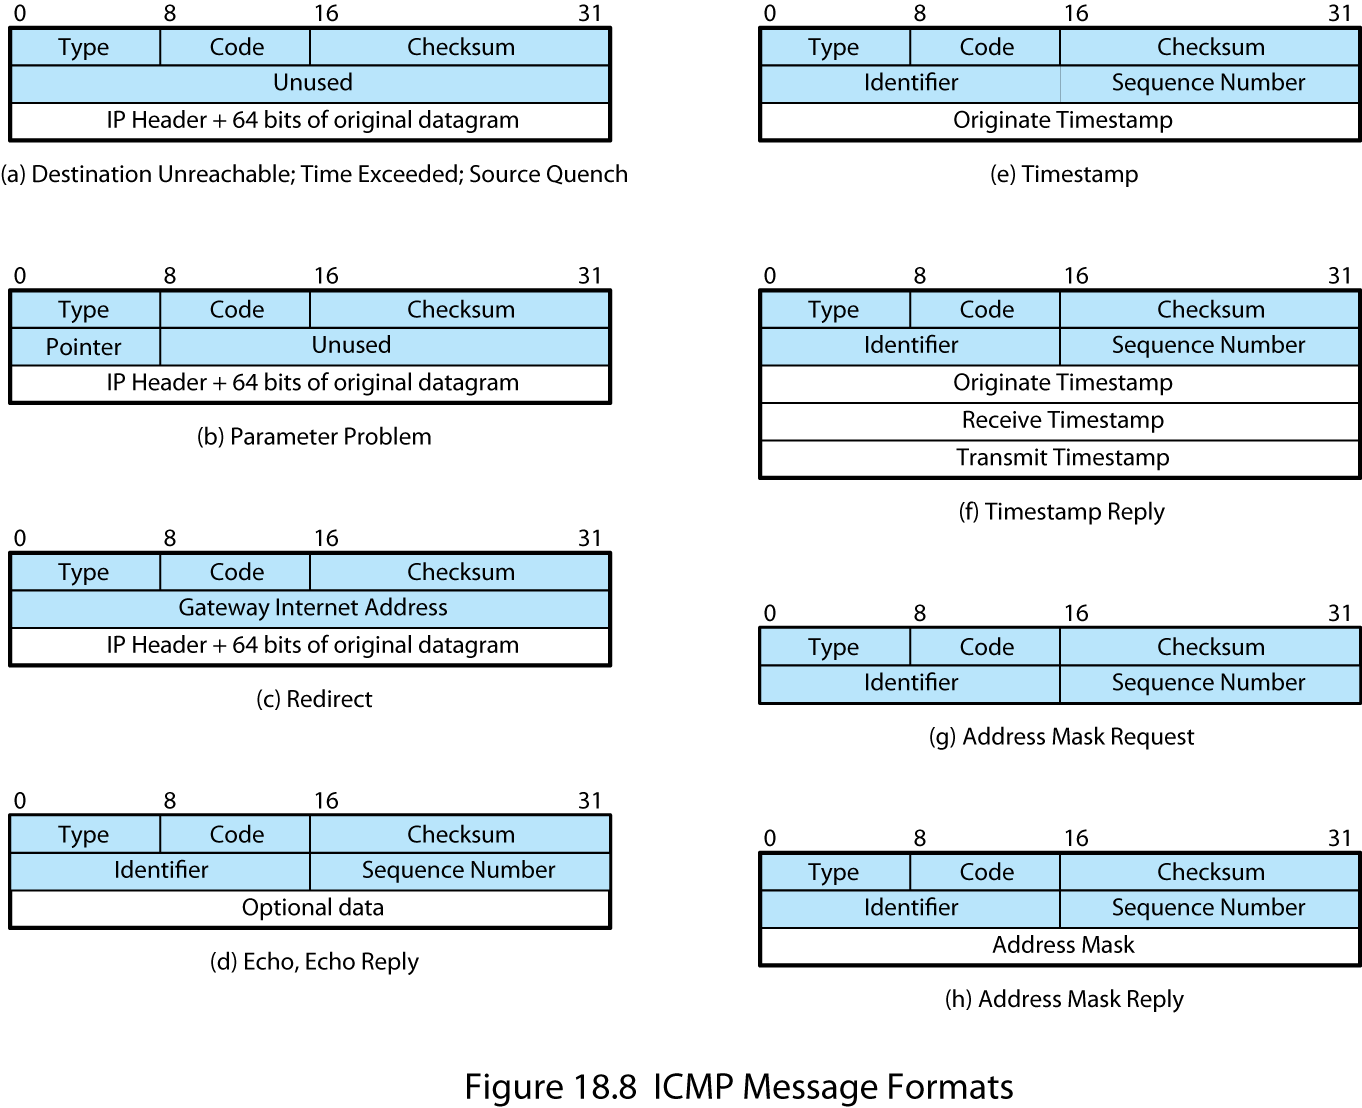 0 8 16 31
Type Code Checksum
Unused
IP Header + 64 bits of original datagram
(a) Destination Unreachable; Time Exceeded; Source Quench
0 8 16 31
Type Code Checksum
Pointer Unused
IP Header + 64 bits of original datagram
(b) Parameter Problem
0 8 16 31
Type Code Checksum
Gateway Internet Address
IP Header + 64 bits of original datagram
(c) Redirect
0 8 16 31
Type Code Checksum
Identifier Sequence Number
Optional data
(d) Echo, Echo Reply
0 8 16 31
Type Code Checksum
Identifier Sequence Number
Originate Timestamp
(e) Timestamp
0 8 16 31
Type Code Checksum
Identifier Sequence Number
Originate Timestamp
Receive Timestamp
Transmit Timestamp
(f) Timestamp Reply
0 8 16 31
Type Code Checksum
Identifier Sequence Number
(g) Address Mask Request
0 8 16 31
Type Code Checksum
Identifier Sequence Number
Address Mask
(h) Address Mask Reply
Figure 18.8 ICMP Message Formats